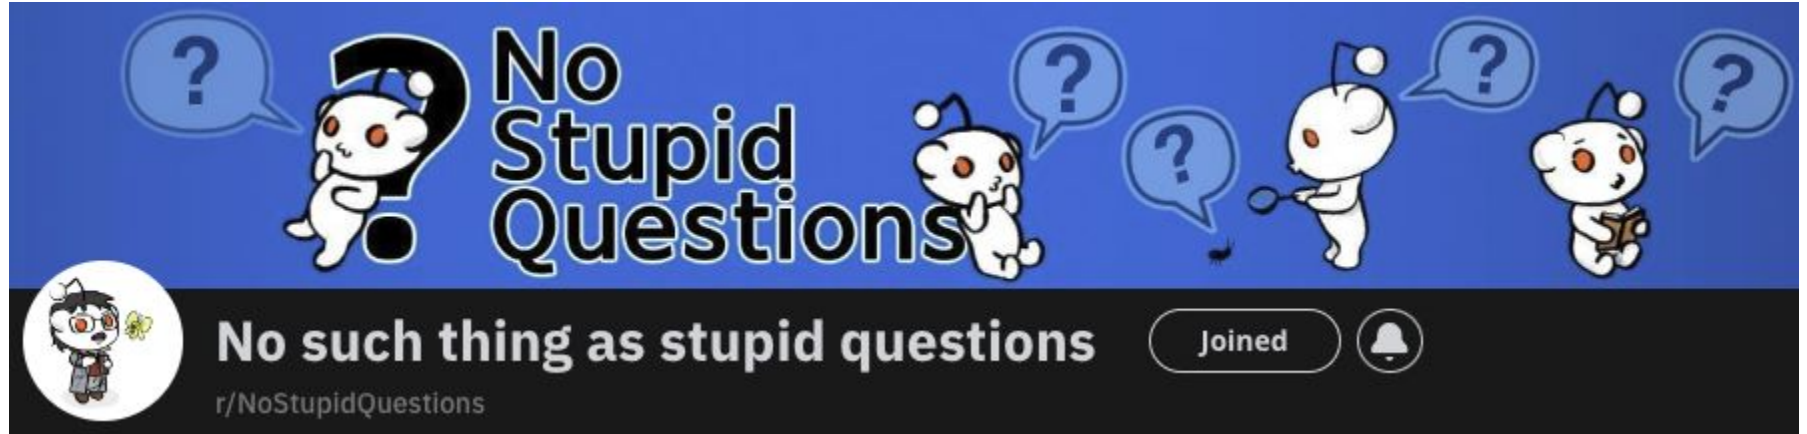 ?
No
Stupid
Questions
?
?
?
?
?
No such thing as stupid questions
Joined
r/NoStupidQuestions